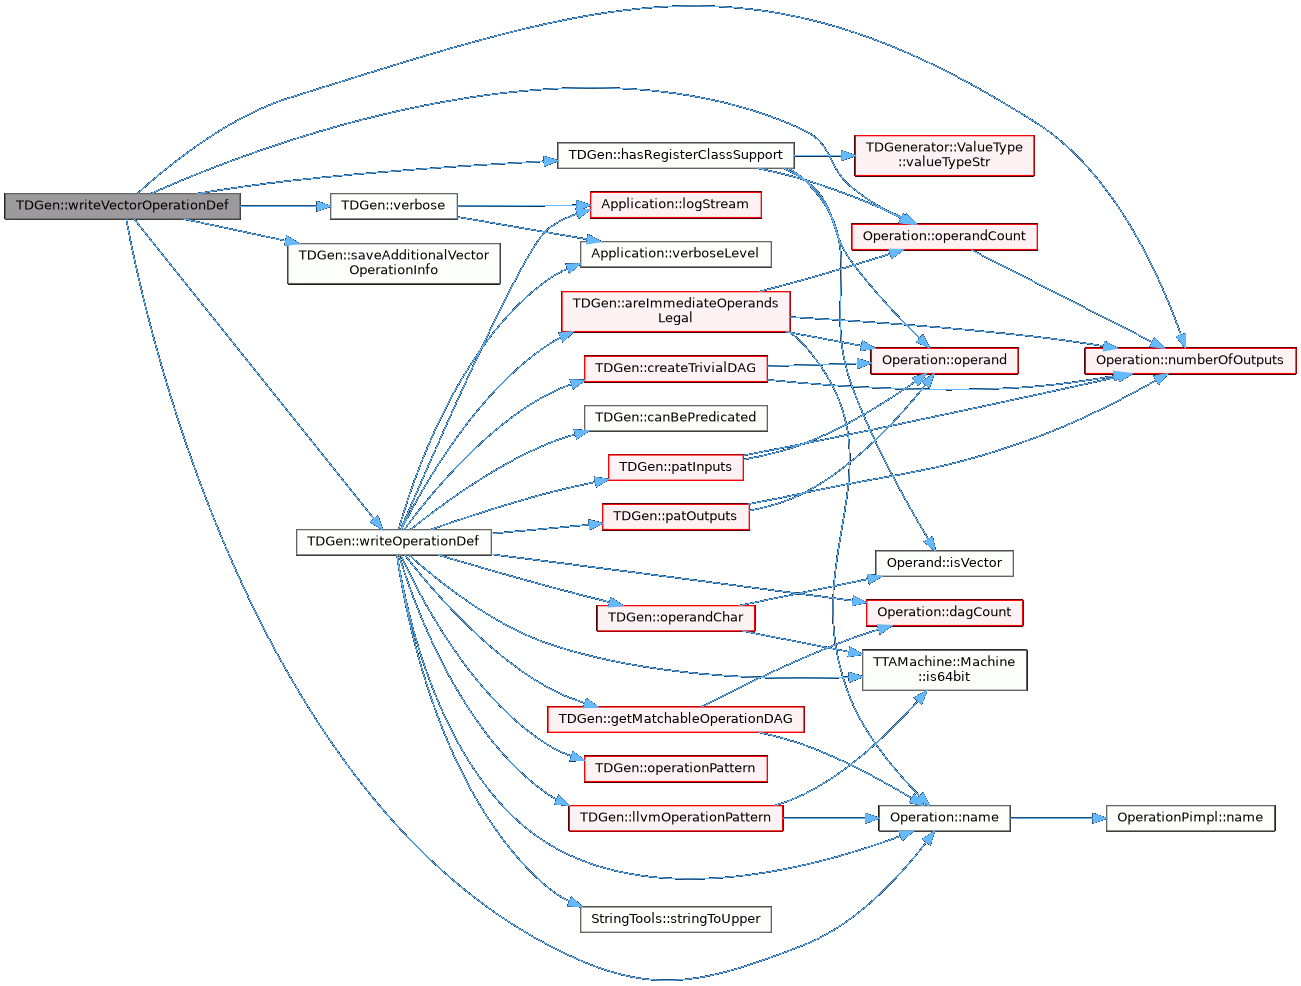 TDGen::writeVectorOperationDef
TDGen::hasRegisterClassSupport
TDGen::verbose
TDGen::saveAdditionalVector
OperationInfo
TDGen::writeOperationDef
Application::logStream
Application::verboseLevel
TDGen::areImmediateOperands
Legal
TDGen::createTrivialDAG
TDGen::canBePredicated
TDGen::patInputs
TDGen::patOutputs
TDGen::operandChar
TDGen::getMatchableOperationDAG
TDGen::operationPattern
TDGen::llvmOperationPattern
StringTools::stringToUpper
TDGenerator::ValueType
::valueTypeStr
Operation::operandCount
Operation::operand
Operand::isVector
Operation::dagCount
TTAMachine::Machine
::is64bit
Operation::name
Operation::numberOfOutputs
OperationPimpl::name